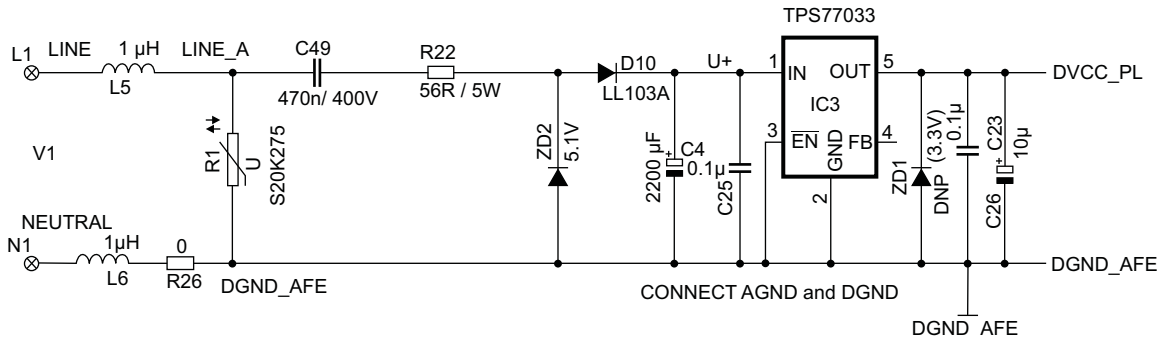 TPS77033
L1
LINE
1 µH
L5
LINE_A
C49
470n/ 400V
R22
56R / 5W
D10
LL103A
U+
1
IN
OUT
5
IC3
3
EN
FB
4
GND
2
DVCC_PL
V1
R1
U
S20K275
ZD2
5.1V
2200 µF
+
C4
0.1µ
C25
ZD1
(3.3V)
DNP
0.1µ
C23
+
10µ
C26
NEUTRAL
N1
1µH
L6
0
R26
DGND_AFE
CONNECT AGND and DGND
DGND_AFE
DGND_AFE